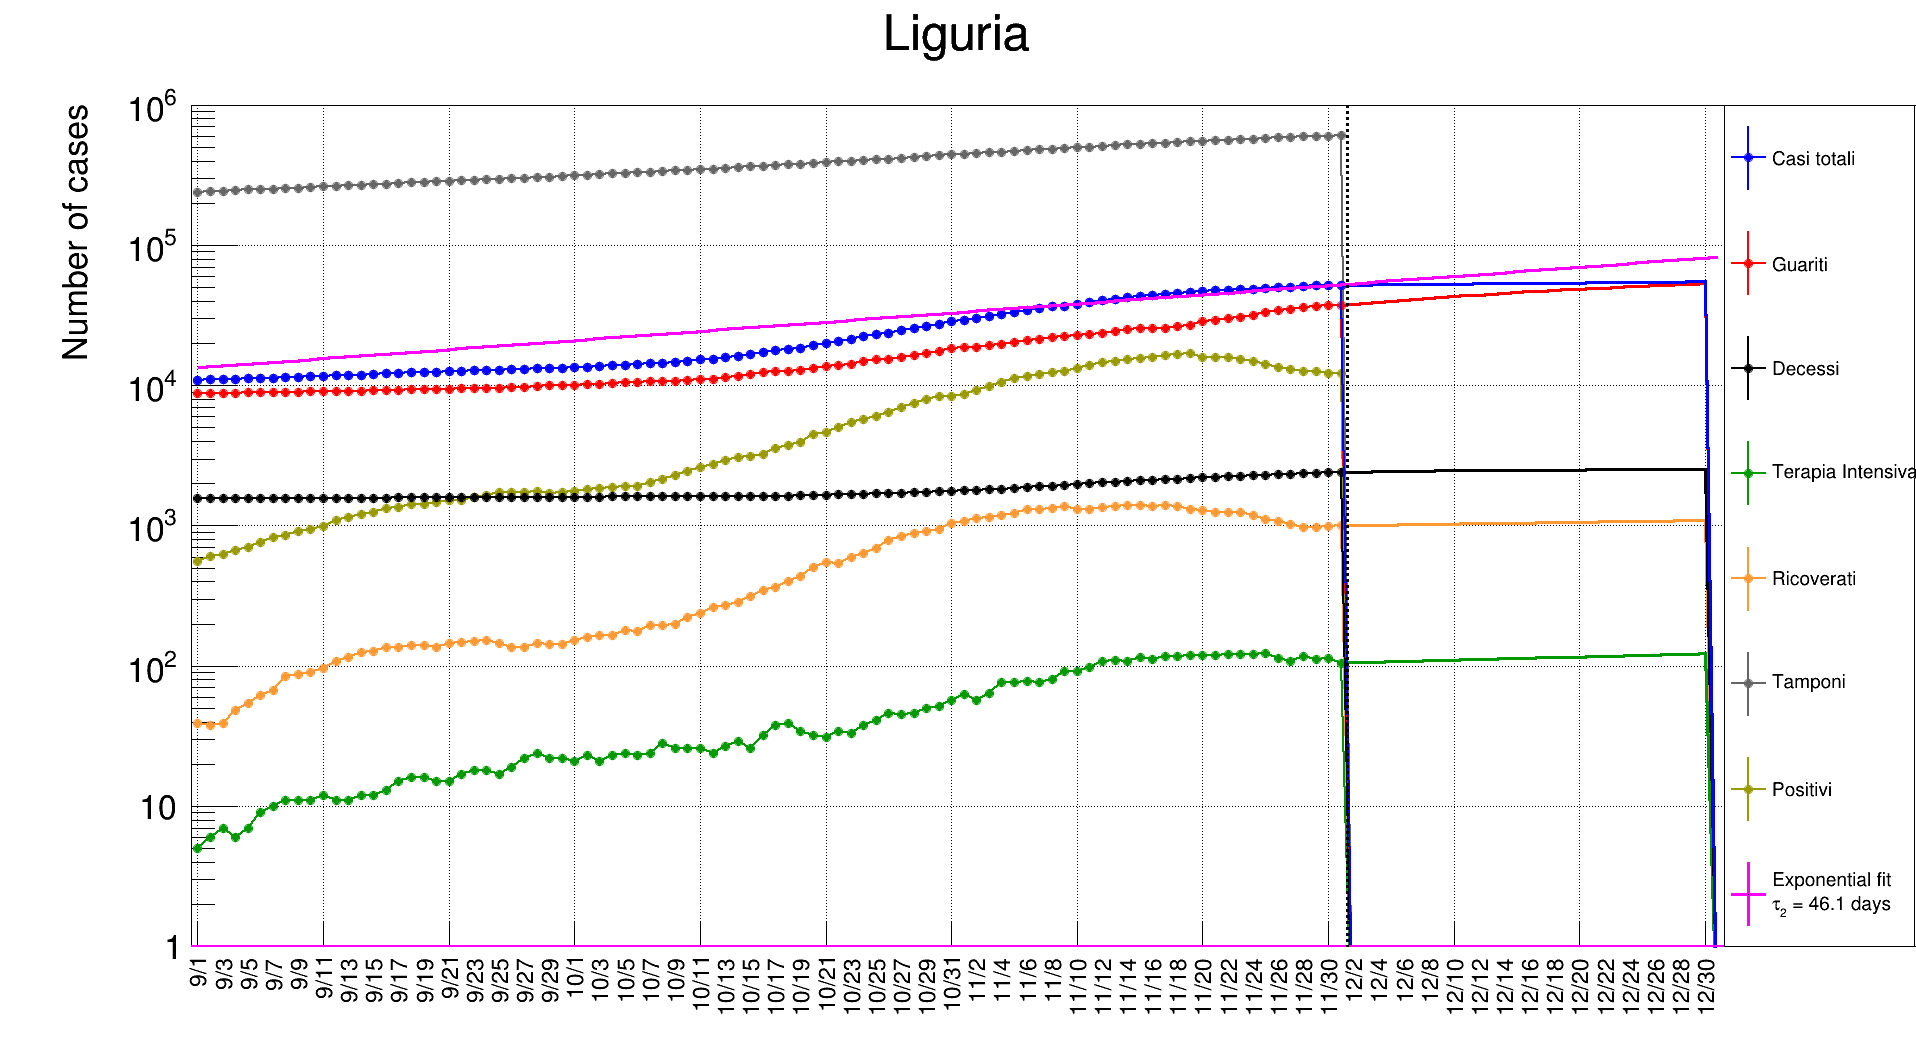 Liguria
Number of cases
10^6
10^5
10^4
10^3
10^2
10
1
9/1 9/3 9/5 9/7 9/9 9/11 9/13 9/15 9/17 9/19 9/21 9/23 9/25 9/27 9/29 10/1 10/3 10/5 10/7 10/9 10/11 10/13 10/15 10/17 10/19 10/21 10/23 10/25 10/27 10/29 10/31 11/2 11/4 11/6 11/8 11/10 11/12 11/14 11/16 11/18 11/20 11/22 11/24 11/26 11/28 11/30 12/2 12/4 12/6 12/8 12/10 12/12 12/14 12/16 12/18 12/20 12/22 12/24 12/26 12/28 12/30
Casi totali
Guariti
Decessi
Terapia Intensiva
Ricoverati
Tamponi
Positivi
Exponential fit
τ₂ = 46.1 days